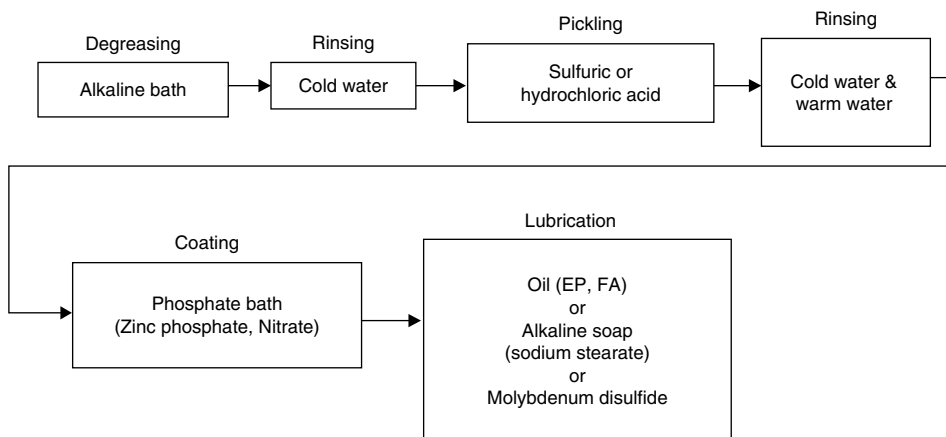 Degreasing
Alkaline bath
Rinsing
Cold water
Pickling
Sulfuric or
hydrochloric acid
Rinsing
Cold water &
warm water
Coating
Phosphate bath
(Zinc phosphate, Nitrate)
Lubrication
Oil (EP, FA)
or
Alkaline soap
(sodium stearate)
or
Molybdenum disulfide